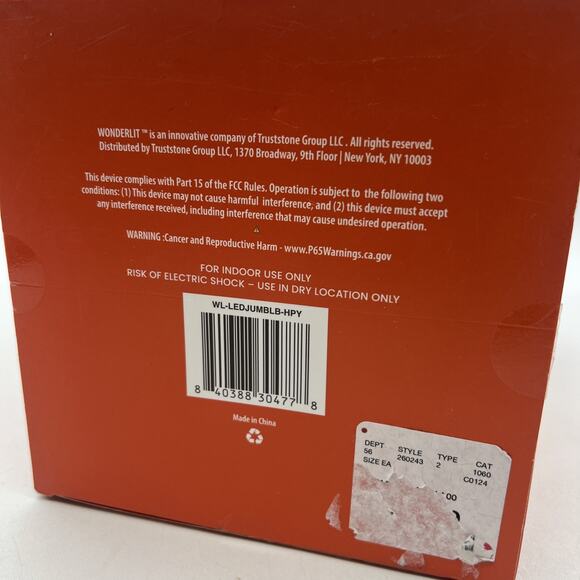 WONDERLIT ™ is an innovative company of Truststone Group LLC . All rights reserved.
Distributed by Truststone Group LLC, 1370 Broadway, 9th Floor | New York, NY 10003
This device complies with Part 15 of the FCC Rules. Operation is subject to the following two
conditions: (1) This device may not cause harmful interference, and (2) this device must accept
any interference received, including interference that may cause undesired operation.
WARNING :Cancer and Reproductive Harm - www.P65Warnings.ca.gov
FOR INDOOR USE ONLY
RISK OF ELECTRIC SHOCK – USE IN DRY LOCATION ONLY
WL-LEDJUMBLB-HPY
8 40388 30477 8
Made in China
DEPT STYLE TYPE CAT
56 260243 2 1060
SIZE EA C0124
00